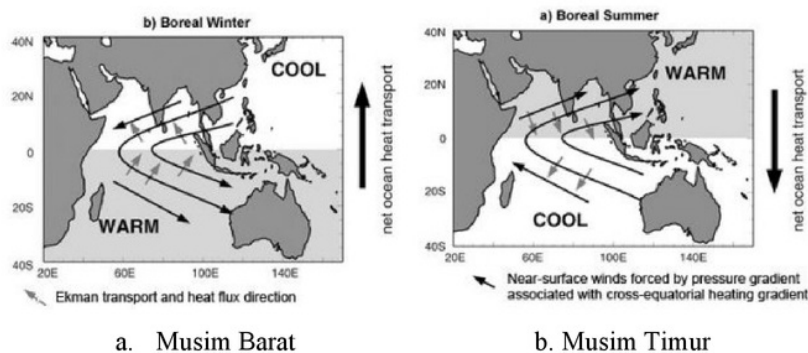 b) Boreal Winter
40N
20N
0
20S
40S
COOL
WARM
20E
60E
100E
140E
net ocean heat transport
Ekman transport and heat flux direction
a. Musim Barat
a) Boreal Summer
40N
20N
0
20S
40S
WARM
COOL
20E
60E
100E
140E
net ocean heat transport
Near-surface winds forced by pressure gradient
associated with cross-equatorial heating gradient
b. Musim Timur